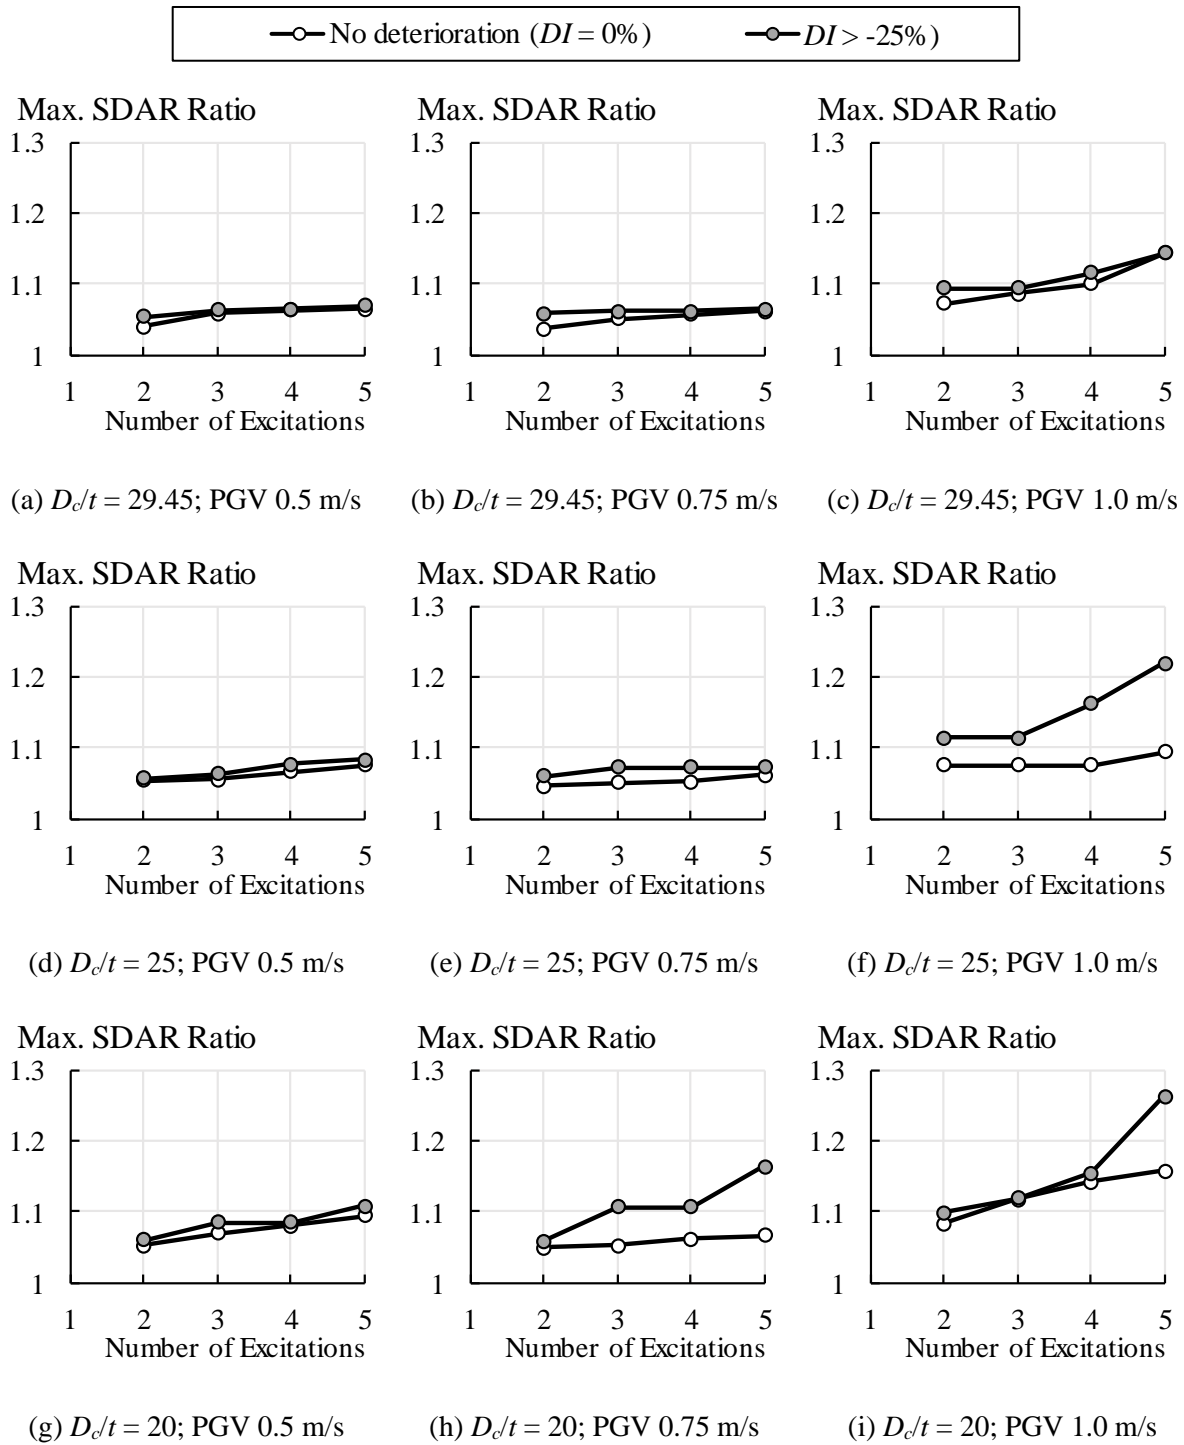 No deterioration (DI = 0%) DI > -25%)
Max. SDAR Ratio Max. SDAR Ratio Max. SDAR Ratio
1.3 1.3 1.3
1.2 1.2 1.2
1.1 1.1 1.1
1 1 1
1 2 3 4 5 1 2 3 4 5 1 2 3 4 5
Number of Excitations Number of Excitations Number of Excitations
(a) Dc/t = 29.45; PGV 0.5 m/s (b) Dc/t = 29.45; PGV 0.75 m/s (c) Dc/t = 29.45; PGV 1.0 m/s
Max. SDAR Ratio Max. SDAR Ratio Max. SDAR Ratio
1.3 1.3 1.3
1.2 1.2 1.2
1.1 1.1 1.1
1 1 1
1 2 3 4 5 1 2 3 4 5 1 2 3 4 5
Number of Excitations Number of Excitations Number of Excitations
(d) Dc/t = 25; PGV 0.5 m/s (e) Dc/t = 25; PGV 0.75 m/s (f) Dc/t = 25; PGV 1.0 m/s
Max. SDAR Ratio Max. SDAR Ratio Max. SDAR Ratio
1.3 1.3 1.3
1.2 1.2 1.2
1.1 1.1 1.1
1 1 1
1 2 3 4 5 1 2 3 4 5 1 2 3 4 5
Number of Excitations Number of Excitations Number of Excitations
(g) Dc/t = 20; PGV 0.5 m/s (h) Dc/t = 20; PGV 0.75 m/s (i) Dc/t = 20; PGV 1.0 m/s